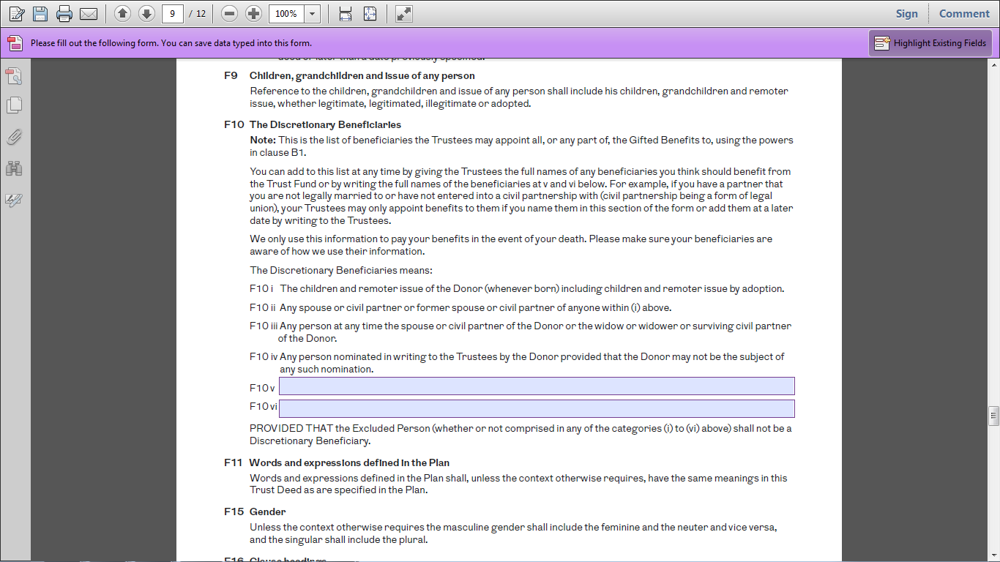 9 / 12
100%
Sign
Comment
Please fill out the following form. You can save data typed into this form.
Highlight Existing Fields
deed or later than a date previously specified.
F9 Children, grandchildren and issue of any person
Reference to the children, grandchildren and issue of any person shall include his children, grandchildren and remoter
issue, whether legitimate, legitimated, illegitimate or adopted.
F10 The Discretionary Beneficiaries
Note: This is the list of beneficiaries the Trustees may appoint all, or any part of, the Gifted Benefits to, using the powers
in clause B1.
You can add to this list at any time by giving the Trustees the full names of any beneficiaries you think should benefit from
the Trust Fund or by writing the full names of the beneficiaries at v and vi below. For example, if you have a partner that
you are not legally married to or have not entered into a civil partnership with (civil partnership being a form of legal
union), your Trustees may only appoint benefits to them if you name them in this section of the form or add them at a later
date by writing to the Trustees.
We only use this information to pay your benefits in the event of your death. Please make sure your beneficiaries are
aware of how we use their information.
The Discretionary Beneficiaries means:
F10 i The children and remoter issue of the Donor (whenever born) including children and remoter issue by adoption.
F10 ii Any spouse or civil partner or former spouse or civil partner of anyone within (i) above.
F10 iii Any person at any time the spouse or civil partner of the Donor or the widow or widower or surviving civil partner
of the Donor.
F10 iv Any person nominated in writing to the Trustees by the Donor provided that the Donor may not be the subject of
any such nomination.
F10 v
F10 vi
PROVIDED THAT the Excluded Person (whether or not comprised in any of the categories (i) to (vi) above) shall not be a
Discretionary Beneficiary.
F11 Words and expressions defined in the Plan
Words and expressions defined in the Plan shall, unless the context otherwise requires, have the same meanings in this
Trust Deed as are specified in the Plan.
F15 Gender
Unless the context otherwise requires the masculine gender shall include the feminine and the neuter and vice versa,
and the singular shall include the plural.
F16 Clause headings